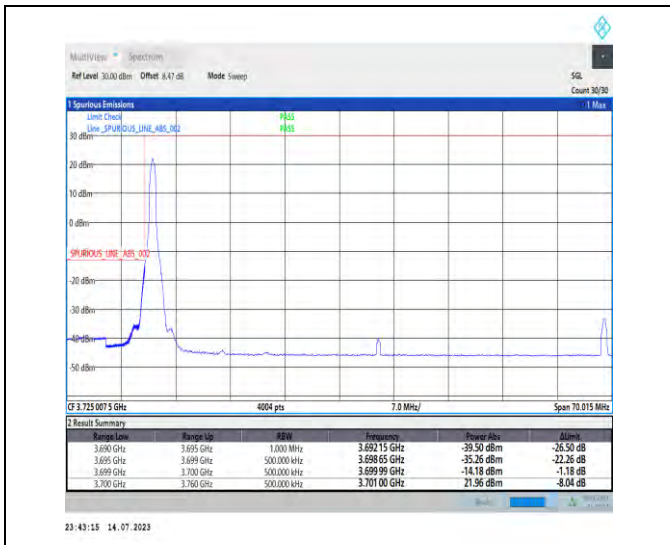 MultiView Spectrum
Ref Level 30.00 dBm Offset 8.47 dB Mode Sweep SGL
Count 30/30
1 Spurious Emissions 1 Max
Limit Check PASS
Line _SPURIOUS_LINE_ABS_002 PASS
30 dBm
20 dBm
10 dBm
0 dBm
_SPURIOUS_LINE_ABS_002
-20 dBm
-30 dBm
-40 dBm
-50 dBm
CF 3.725 007 5 GHz 4004 pts 7.0 MHz/ Span 70.015 MHz
2 Result Summary
Range Low Range Up RBW Frequency Power Abs ΔLimit
3.690 GHz 3.695 GHz 1.000 MHz 3.692 15 GHz -39.50 dBm -26.50 dB
3.695 GHz 3.699 GHz 500.000 kHz 3.698 65 GHz -35.26 dBm -22.26 dB
3.699 GHz 3.700 GHz 500.000 kHz 3.699 99 GHz -14.18 dBm -1.18 dB
3.700 GHz 3.760 GHz 500.000 kHz 3.701 00 GHz 21.96 dBm -8.04 dB
23:43:15 14.07.2023